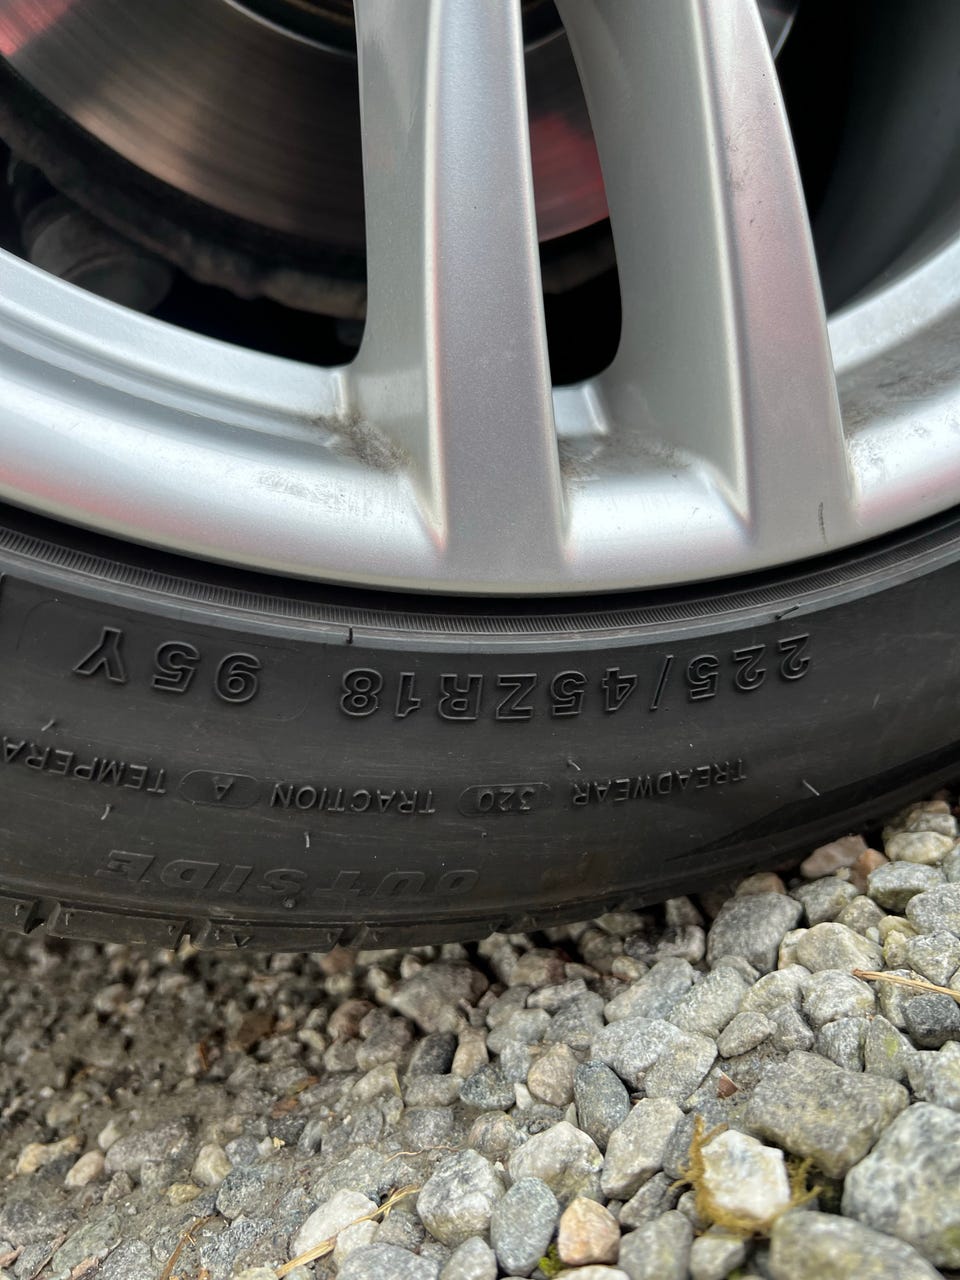 225/45ZR18 95Y
TREADWEAR 320 TRACTION A TEMPERA
OUTSIDE